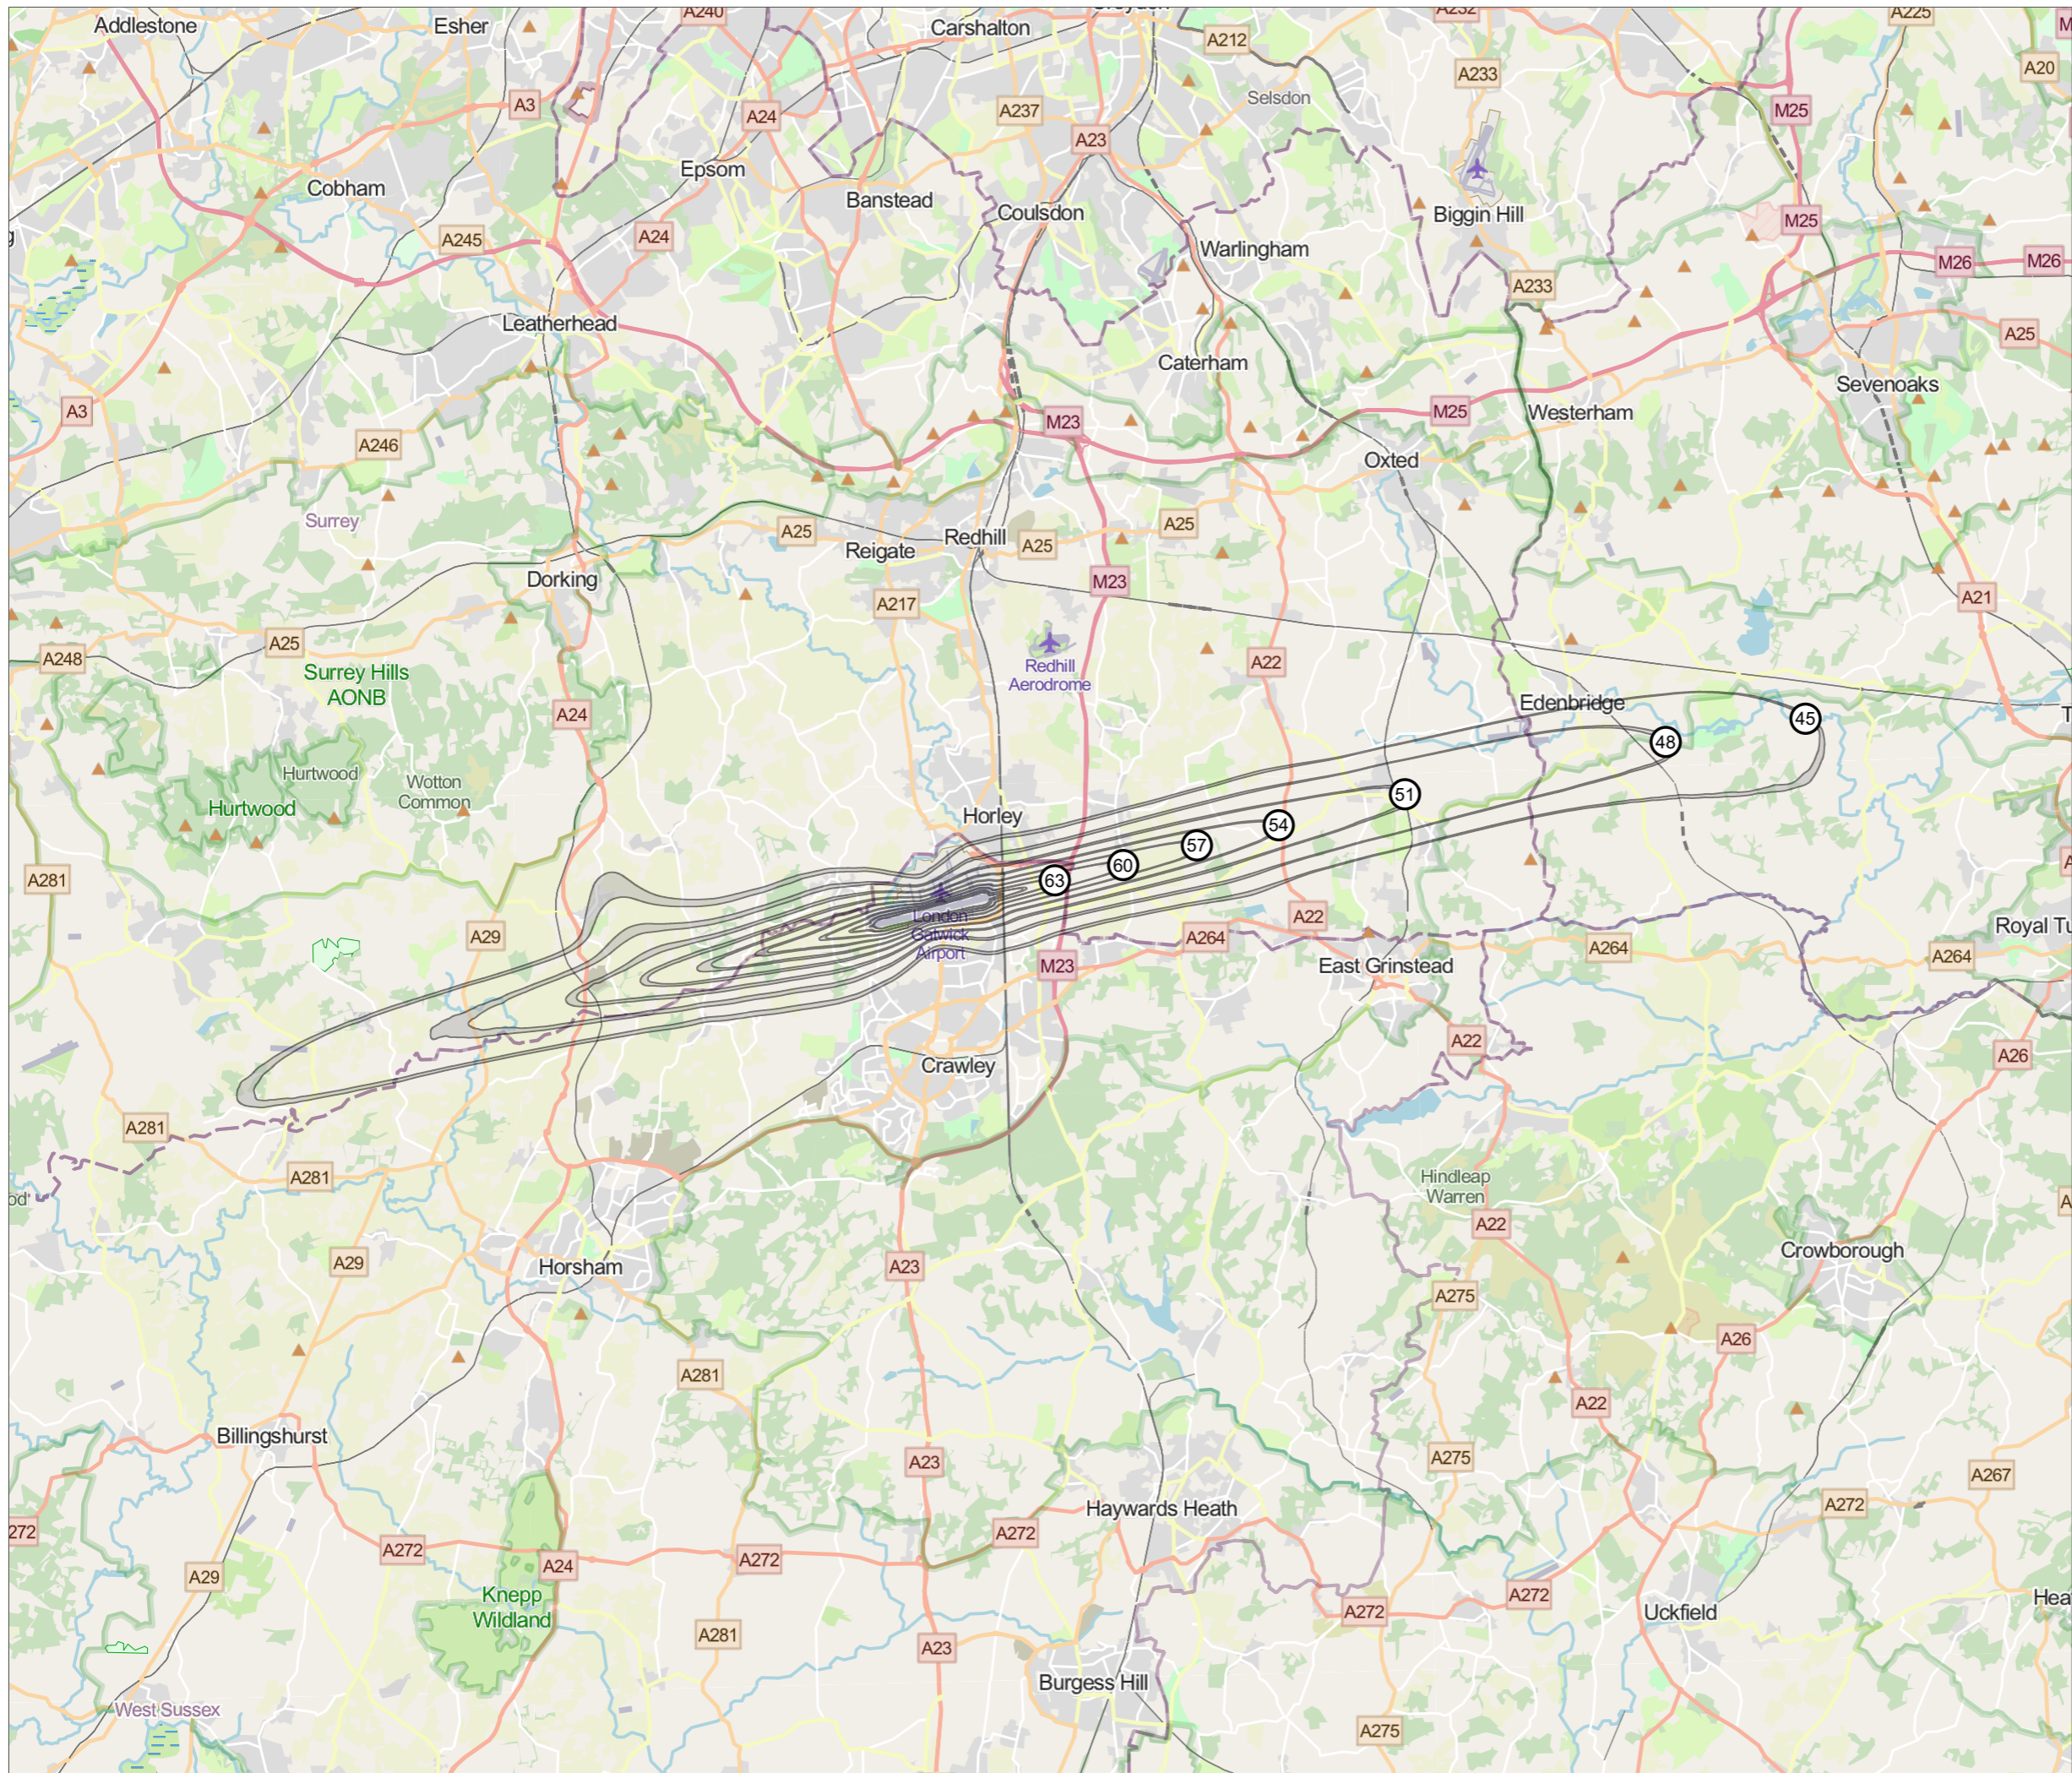 Addlestone
Esher
A240
Carshalton
A212
A232
A225
A233
A20
A3
A24
A237
Selsdon
M25
A23
Epsom
Cobham
Banstead
Coulsdon
Biggin Hill
M25
A245
A24
Warlingham
M26
M26
A233
Leatherhead
A25
Caterham
Sevenoaks
A3
M23
M25
Westerham
A246
Oxted
Surrey
A25
A25
Redhill
A25
Reigate
Dorking
M23
A217
A21
A25
A248
Surrey Hills
AONB
Redhill
Aerodrome
A22
A24
Edenbridge
45
48
Hurtwood
Wotton
Common
Hurtwood
51
Horley
54
57
60
63
A281
London
Gatwick
Airport
A29
A22
A264
A264
A264
Royal Tu
M23
East Grinstead
A22
A26
Crawley
A281
A281
Hindleap
Warren
A22
A29
Horsham
A23
Crowborough
A275
A26
A281
A22
Billingshurst
A23
A275
A267
Haywards Heath
A272
272
A272
A272
A24
A272
A29
Knepp
Wildland
A272
A272
Uckfield
Hea
A281
A23
Burgess Hill
West Sussex
A275